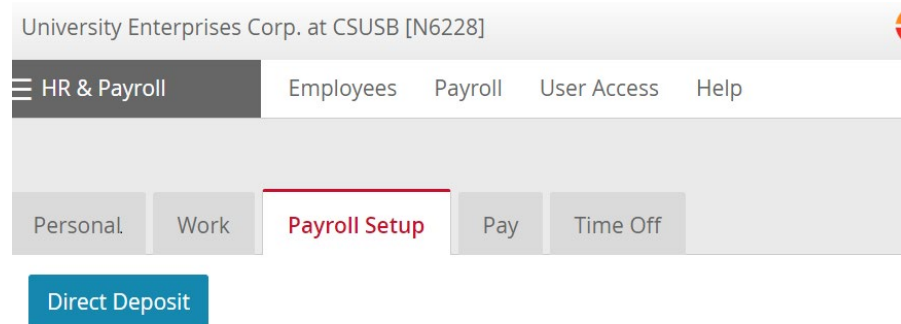 University Enterprises Corp. at CSUSB [N6228]
HR & Payroll Employees Payroll User Access Help
Personal Work Payroll Setup Pay Time Off
Direct Deposit